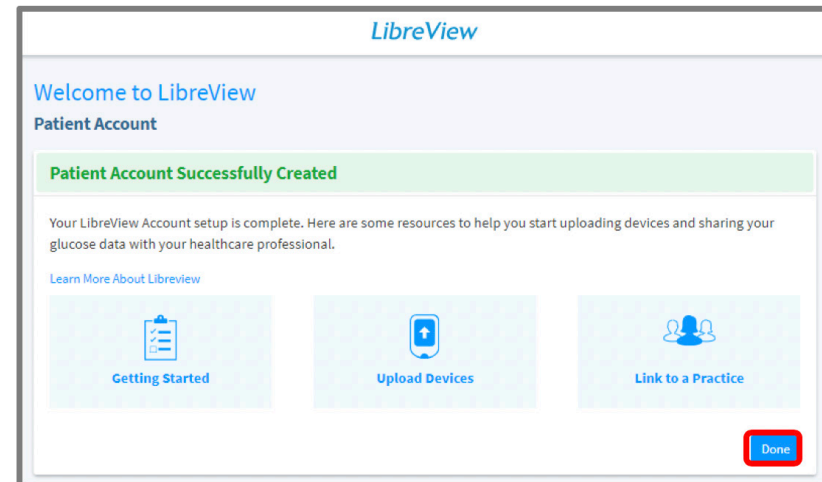 LibreView
Welcome to LibreView
Patient Account
Patient Account Successfully Created
Your LibreView Account setup is complete. Here are some resources to help you start uploading devices and sharing your
glucose data with your healthcare professional.
Learn More About Libreview
Getting Started
Upload Devices
Link to a Practice
Done